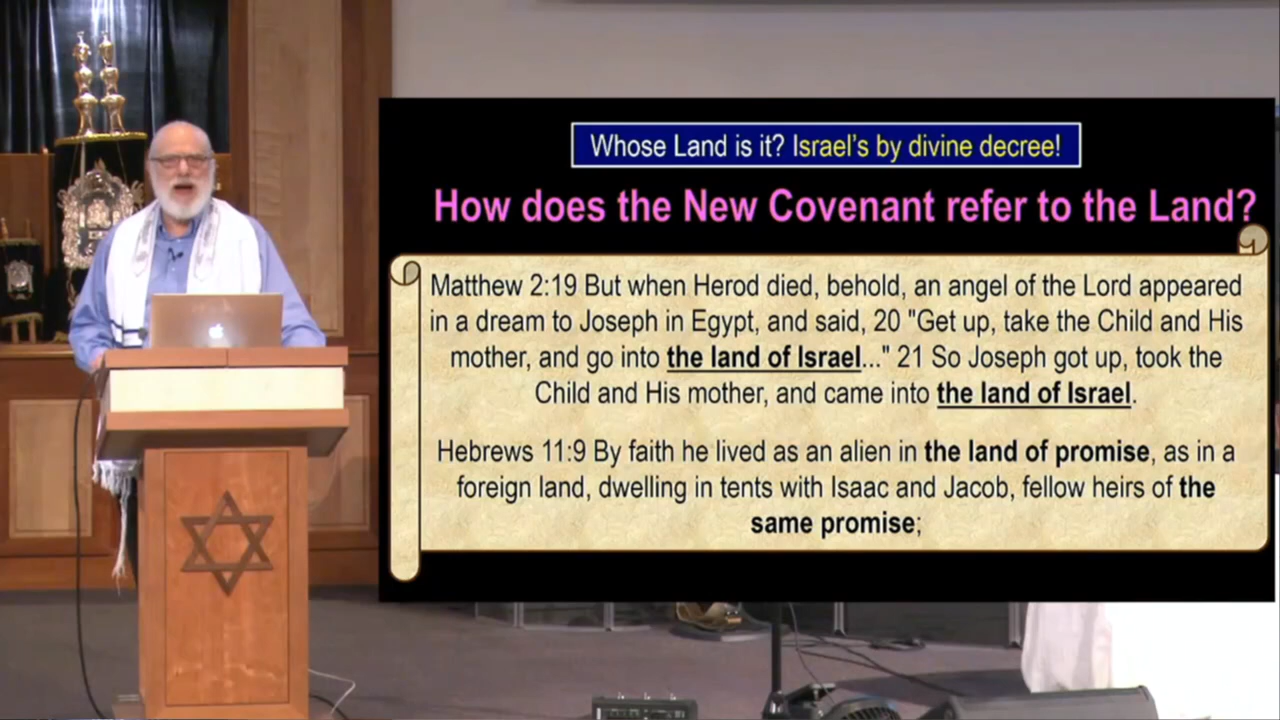 Whose Land is it? Israel's by divine decree!
How does the New Covenant refer to the Land?
Matthew 2:19 But when Herod died, behold, an angel of the Lord appeared
in a dream to Joseph in Egypt, and said, 20 "Get up, take the Child and His
mother, and go into the land of Israel..." 21 So Joseph got up, took the
Child and His mother, and came into the land of Israel.
Hebrews 11:9 By faith he lived as an alien in the land of promise, as in a
foreign land, dwelling in tents with Isaac and Jacob, fellow heirs of the
same promise;